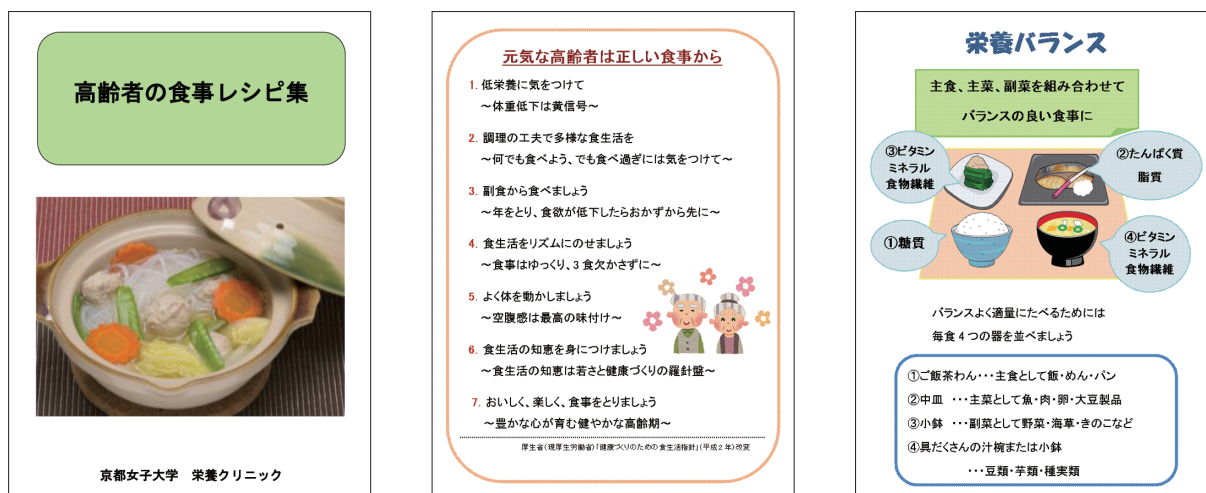 高齢者の食事レシピ集
京都女子大学　栄養クリニック
元気な高齢者は正しい食事から
1. 低栄養に気をつけて
～体重低下は黄信号～
2. 調理の工夫で多様な食生活を
～何でも食べよう、でも食べ過ぎには気をつけて～
3. 副食から食べましょう
～年をとり、食欲が低下したらおかずから先に～
4. 食生活をリズムにのせましょう
～食事はゆっくり、3食欠かさずに～
5. よく体を動かしましょう
～空腹感は最高の味付け～
6. 食生活の知恵を身につけましょう
～食生活の知恵は若さと健康づくりの羅針盤～
7. おいしく、楽しく、食事をとりましょう
～豊かな心が育む健やかな高齢期～
厚生省（現厚生労働省）「健康づくりのための食生活指針」（平成2年）改変
栄養バランス
主食、主菜、副菜を組み合わせて
バランスの良い食事に
③ビタミン
ミネラル
食物繊維
②たんぱく質
脂質
①糖質
④ビタミン
ミネラル
食物繊維
バランスよく適量にたべるためには
毎食4つの器を並べましょう
①ご飯茶わん・・・主食として飯・めん・パン
②中皿　・・・主菜として魚・肉・卵・大豆製品
③小鉢　・・・副菜として野菜・海草・きのこなど
④具だくさんの汁椀または小鉢
・・・豆類・芋類・種実類